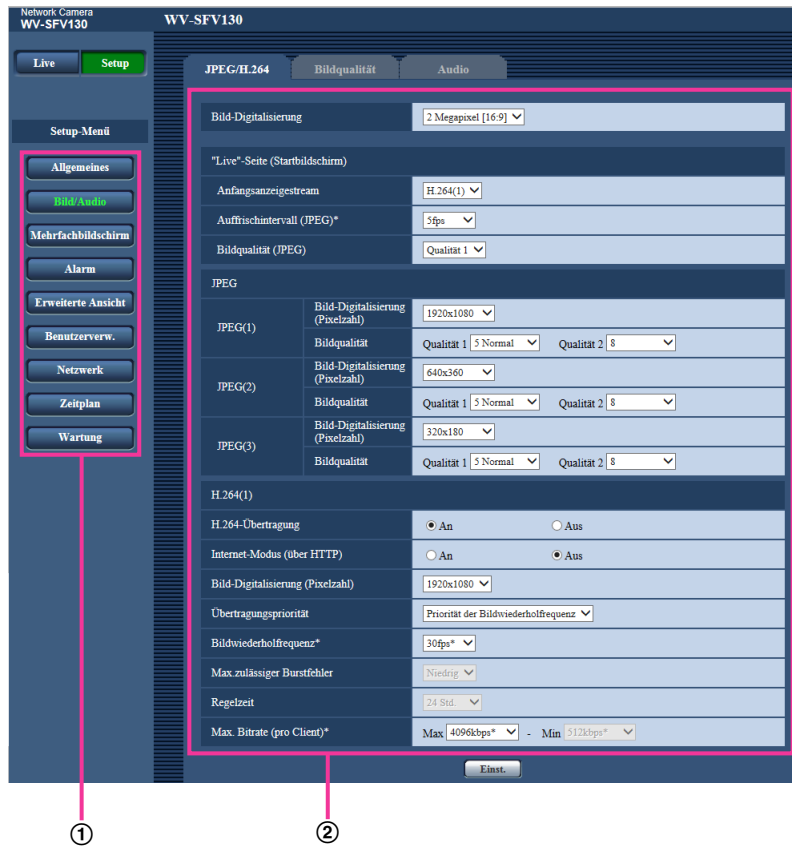 Network Camera
WV-SFV130
WV-SFV130
Live Setup
JPEG/H.264 Bildqualität Audio
Setup-Menü
Allgemeines
Bild/Audio
Mehrfachbildschirm
Alarm
Erweiterte Ansicht
Benutzerverw.
Netzwerk
Zeitplan
Wartung
Bild-Digitalisierung 2 Megapixel [16:9]
"Live"-Seite (Startbildschirm)
Anfangsanzeigestream H.264(1)
Auffrischintervall (JPEG)* 5fps
Bildqualität (JPEG) Qualität 1
JPEG
JPEG(1)
Bild-Digitalisierung (Pixelzahl) 1920x1080
Bildqualität Qualität 1 5 Normal Qualität 2 8
JPEG(2)
Bild-Digitalisierung (Pixelzahl) 640x360
Bildqualität Qualität 1 5 Normal Qualität 2 8
JPEG(3)
Bild-Digitalisierung (Pixelzahl) 320x180
Bildqualität Qualität 1 5 Normal Qualität 2 8
H.264(1)
H.264-Übertragung An Aus
Internet-Modus (über HTTP) An Aus
Bild-Digitalisierung (Pixelzahl) 1920x1080
Übertragungspriorität Priorität der Bildwiederholfrequenz
Bildwiederholfrequenz* 30fps*
Max.zulässiger Burstfehler Niedrig
Regelzeit 24 Std.
Max. Bitrate (pro Client)* Max 4096kbps* - Min 512kbps*
Einst.
① ②